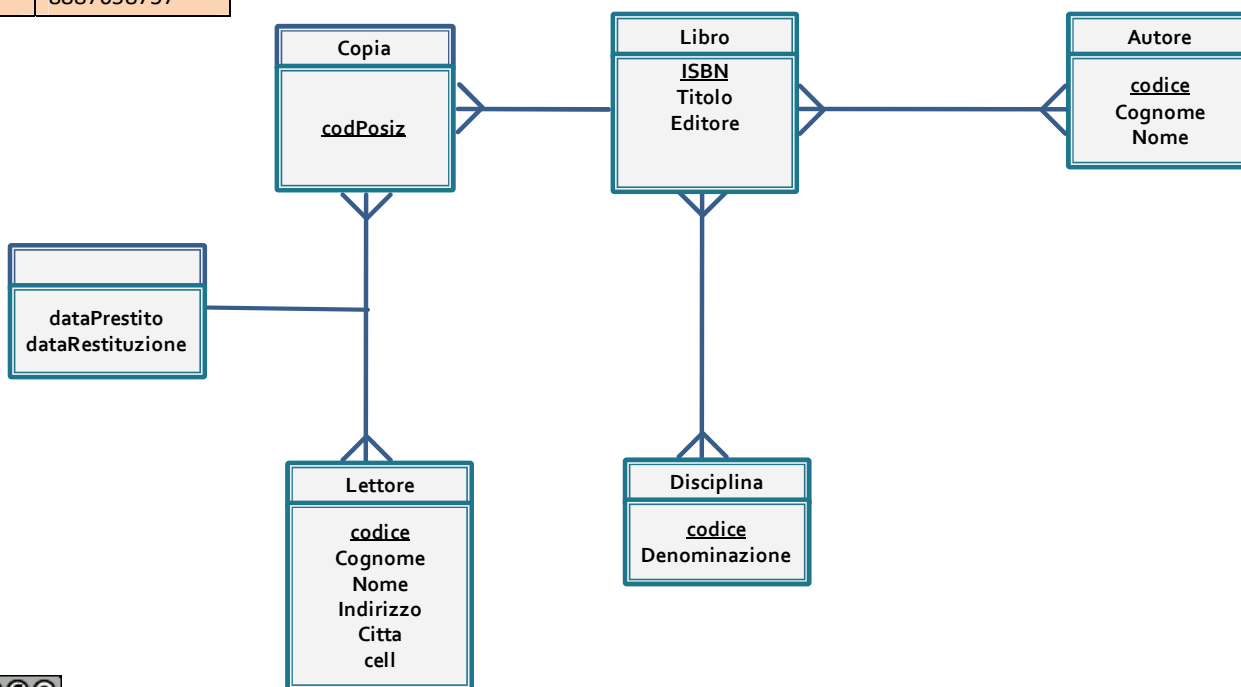 Copia
codPosiz
Libro
ISBN
Titolo
Editore
Autore
codice
Cognome
Nome
dataPrestito
dataRestituzione
Lettore
codice
Cognome
Nome
Indirizzo
Citta
cell
Disciplina
codice
Denominazione